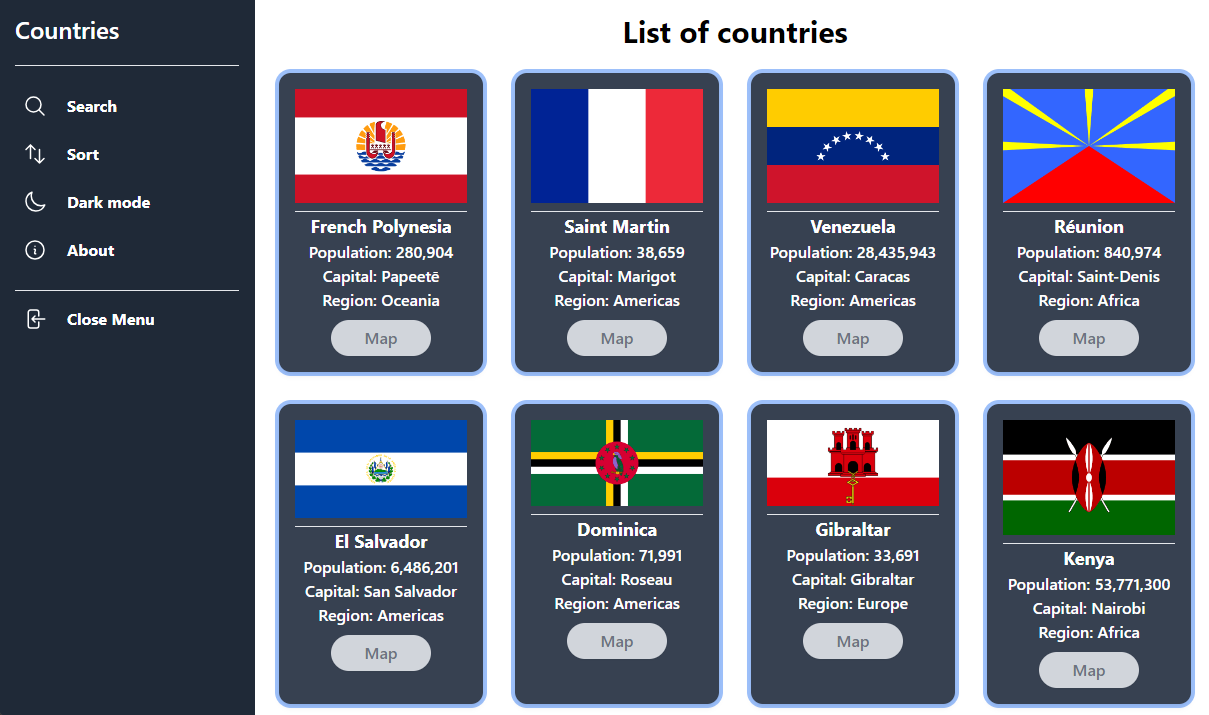 Countries
Search
Sort
Dark mode
About
Close Menu
List of countries
French Polynesia
Population: 280,904
Capital: Papeetē
Region: Oceania
Map
Saint Martin
Population: 38,659
Capital: Marigot
Region: Americas
Map
Venezuela
Population: 28,435,943
Capital: Caracas
Region: Americas
Map
Réunion
Population: 840,974
Capital: Saint-Denis
Region: Africa
Map
El Salvador
Population: 6,486,201
Capital: San Salvador
Region: Americas
Map
Dominica
Population: 71,991
Capital: Roseau
Region: Americas
Map
Gibraltar
Population: 33,691
Capital: Gibraltar
Region: Europe
Map
Kenya
Population: 53,771,300
Capital: Nairobi
Region: Africa
Map